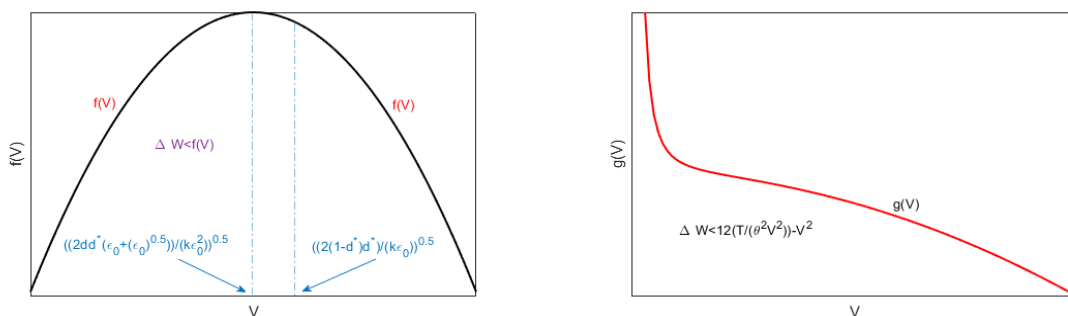 f(V)
f(V)
f(V)
Δ W<f(V)
((2dd*(ϵ₀+(ϵ₀)^0.5))/(kϵ₀²))^0.5
((2(1-d*)d*)/(kϵ₀))^0.5
V
g(V)
g(V)
Δ W<12(T/(θ²V²))-V²
V